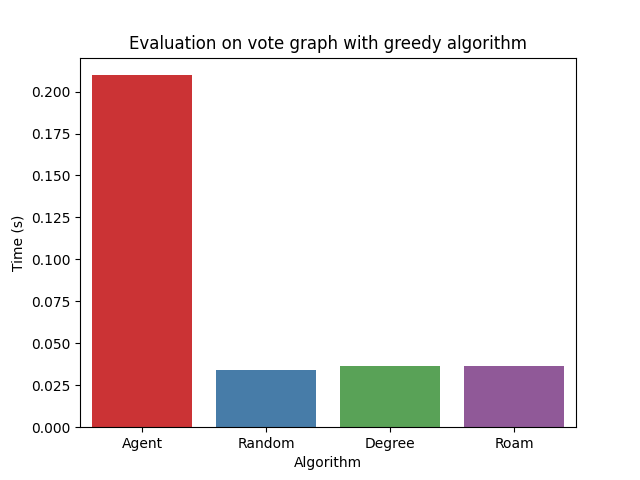 Evaluation on vote graph with greedy algorithm
0.200
0.175
0.150
0.125
0.100
0.075
0.050
0.025
0.000
Time (s)
Agent Random Degree Roam
Algorithm